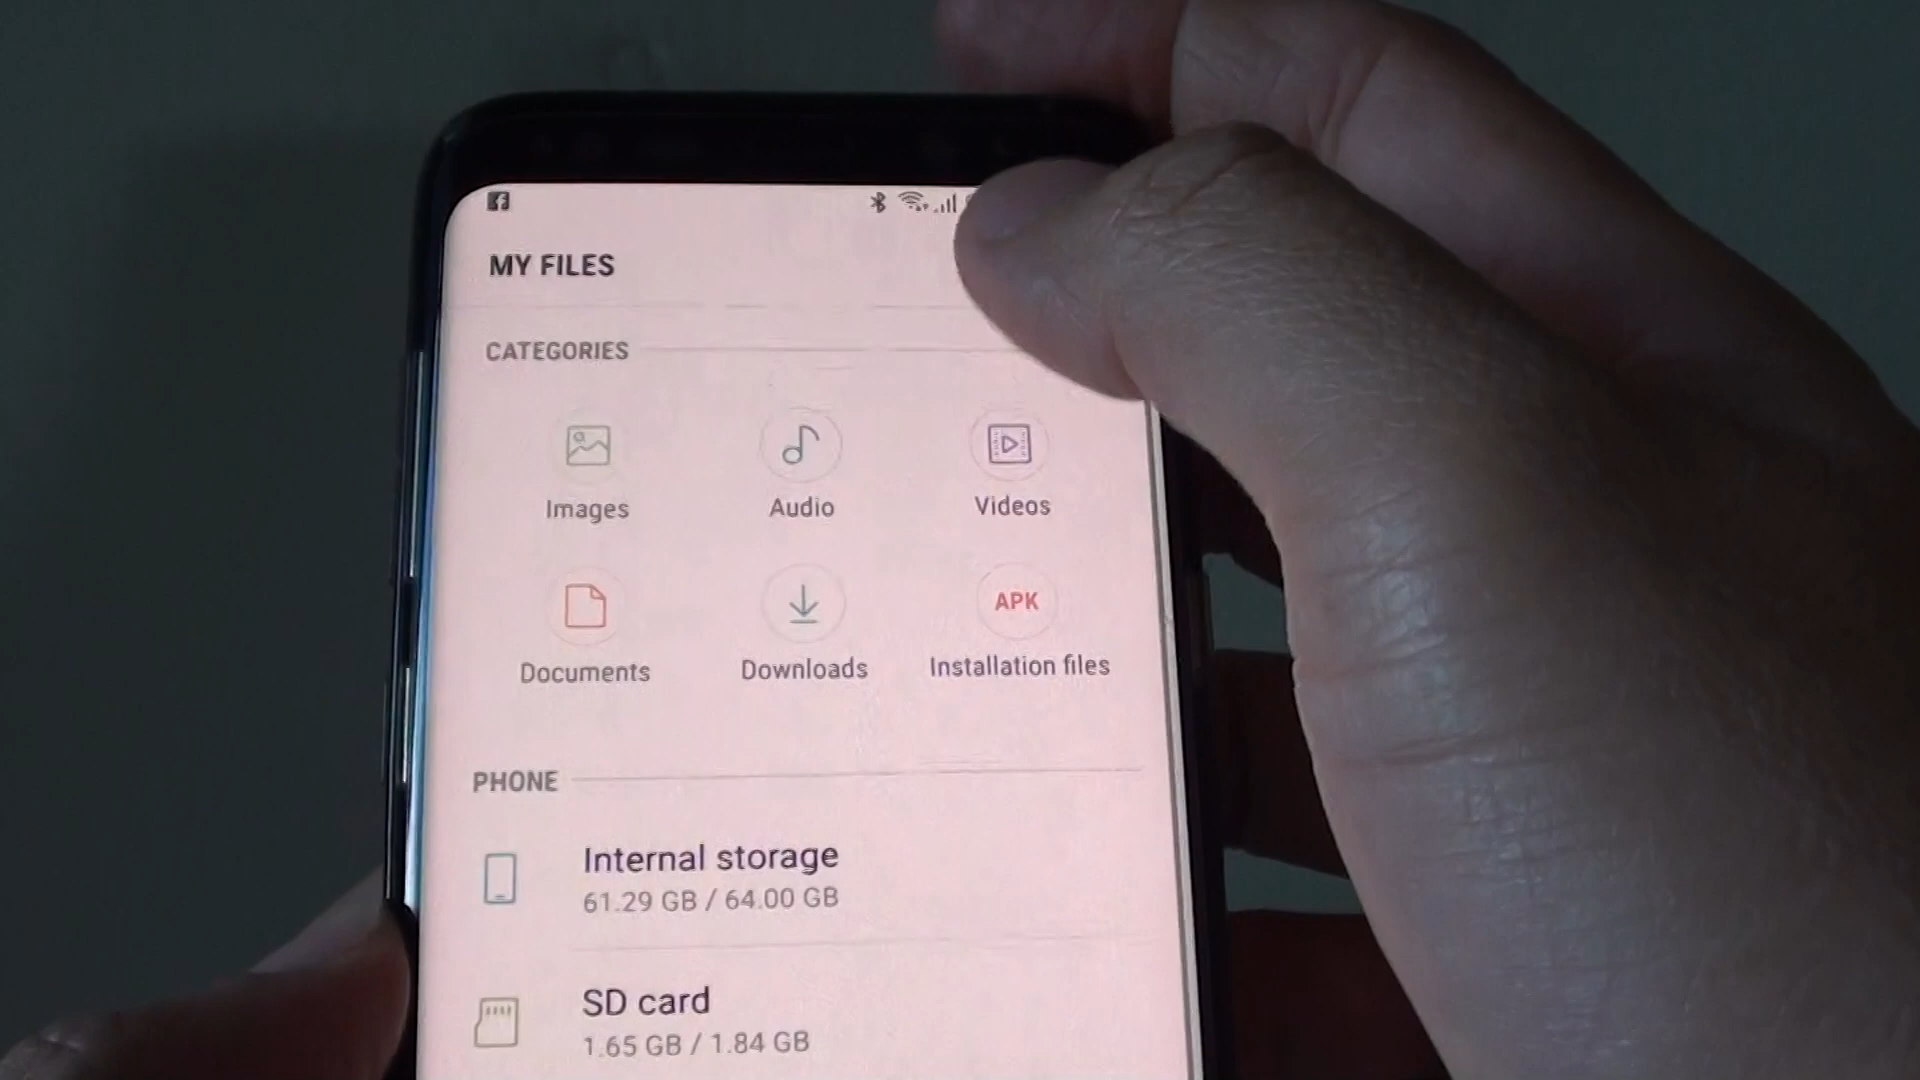 MY FILES
CATEGORIES
Images
Audio
Videos
APK
Documents
Downloads
Installation files
PHONE
Internal storage
61.29 GB / 64.00 GB
SD card
1.65 GB / 1.84 GB